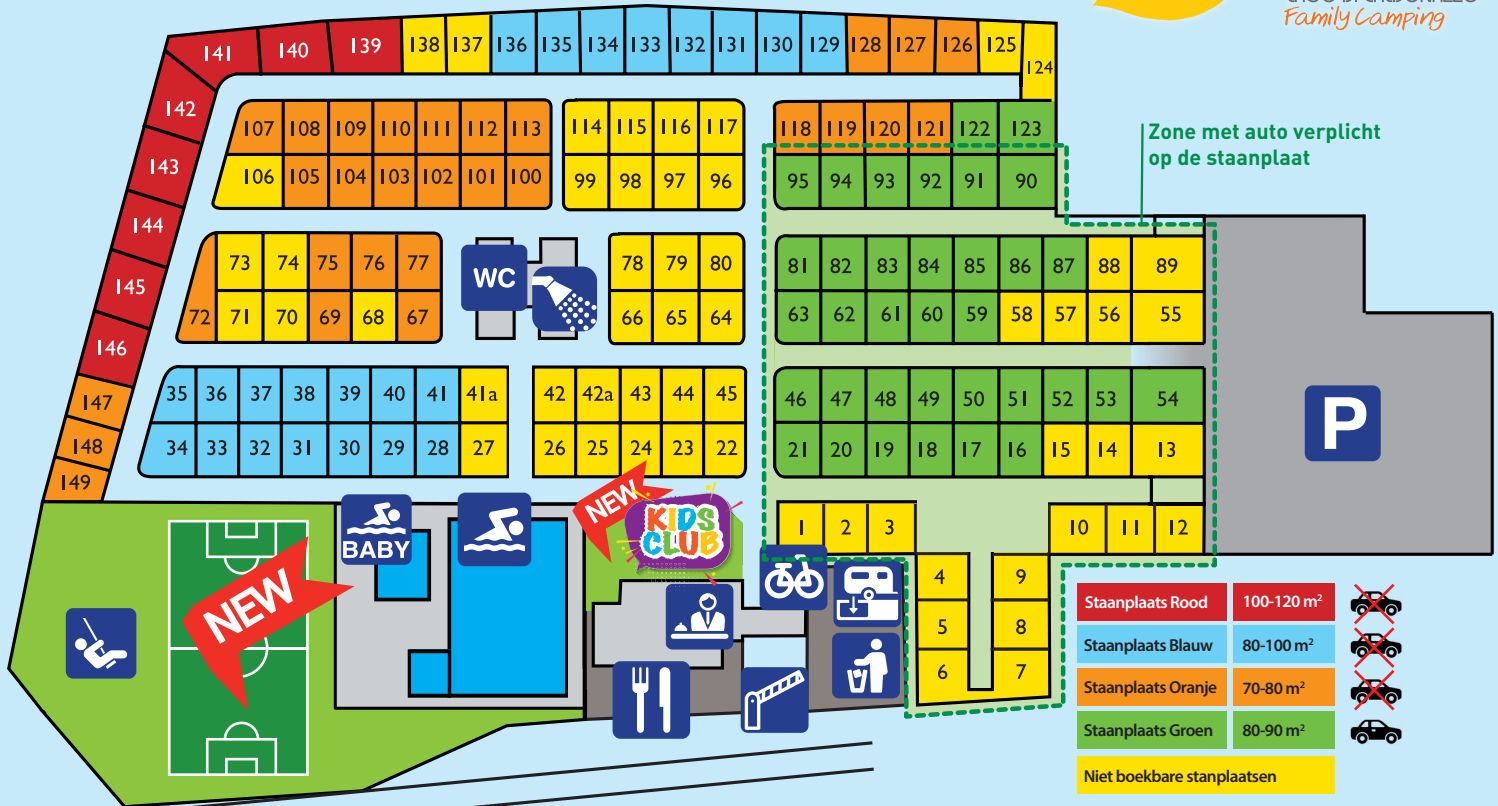 Family Camping
141 140 139 138 137 136 135 134 133 132 131 130 129 128 127 126 125
124
142
107 108 109 110 111 112 113 114 115 116 117 118 119 120 121 122 123
Zone met auto verplicht
op de staanplaat
143
106 105 104 103 102 101 100 99 98 97 96 95 94 93 92 91 90
144
73 74 75 76 77 WC 78 79 80 81 82 83 84 85 86 87 88 89
145
72 71 70 69 68 67 66 65 64 63 62 61 60 59 58 57 56 55
146
147
35 36 37 38 39 40 41 41a 42 42a 43 44 45 46 47 48 49 50 51 52 53 54
P
148
34 33 32 31 30 29 28 27 26 25 24 23 22 21 20 19 18 17 16 15 14 13
149
NEW
KIDS
CLUB
BABY
1 2 3 10 11 12
NEW
4 9
5 8
6 7
Staanplaats Rood 100-120 m²
Staanplaats Blauw 80-100 m²
Staanplaats Oranje 70-80 m²
Staanplaats Groen 80-90 m²
Niet boekbare stanplaatsen